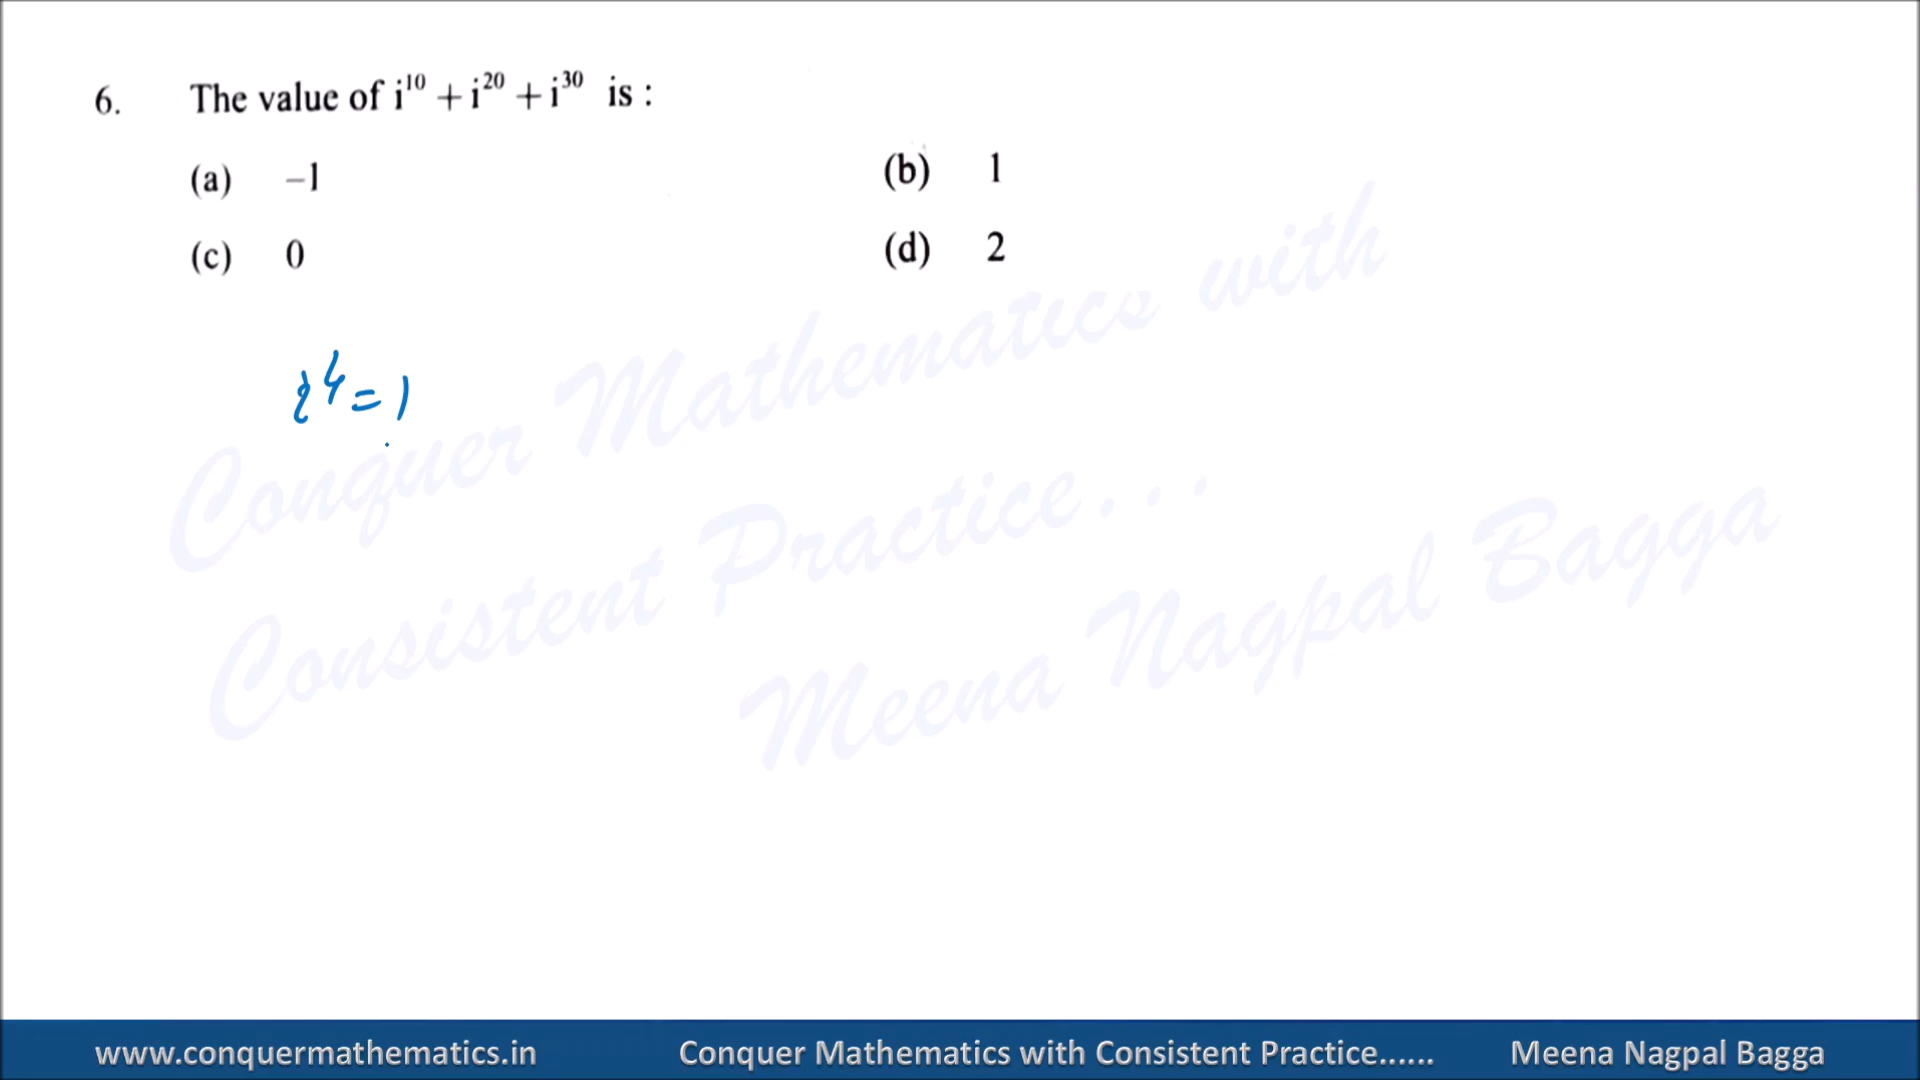 6. The value of i¹⁰ + i²⁰ + i³⁰ is :
(a) –1 (b) 1
(c) 0 (d) 2
i⁴ = 1
Conquer Mathematics with
Consistent Practice...
Meena Nagpal Bagga
www.conquermathematics.in Conquer Mathematics with Consistent Practice...... Meena Nagpal Bagga